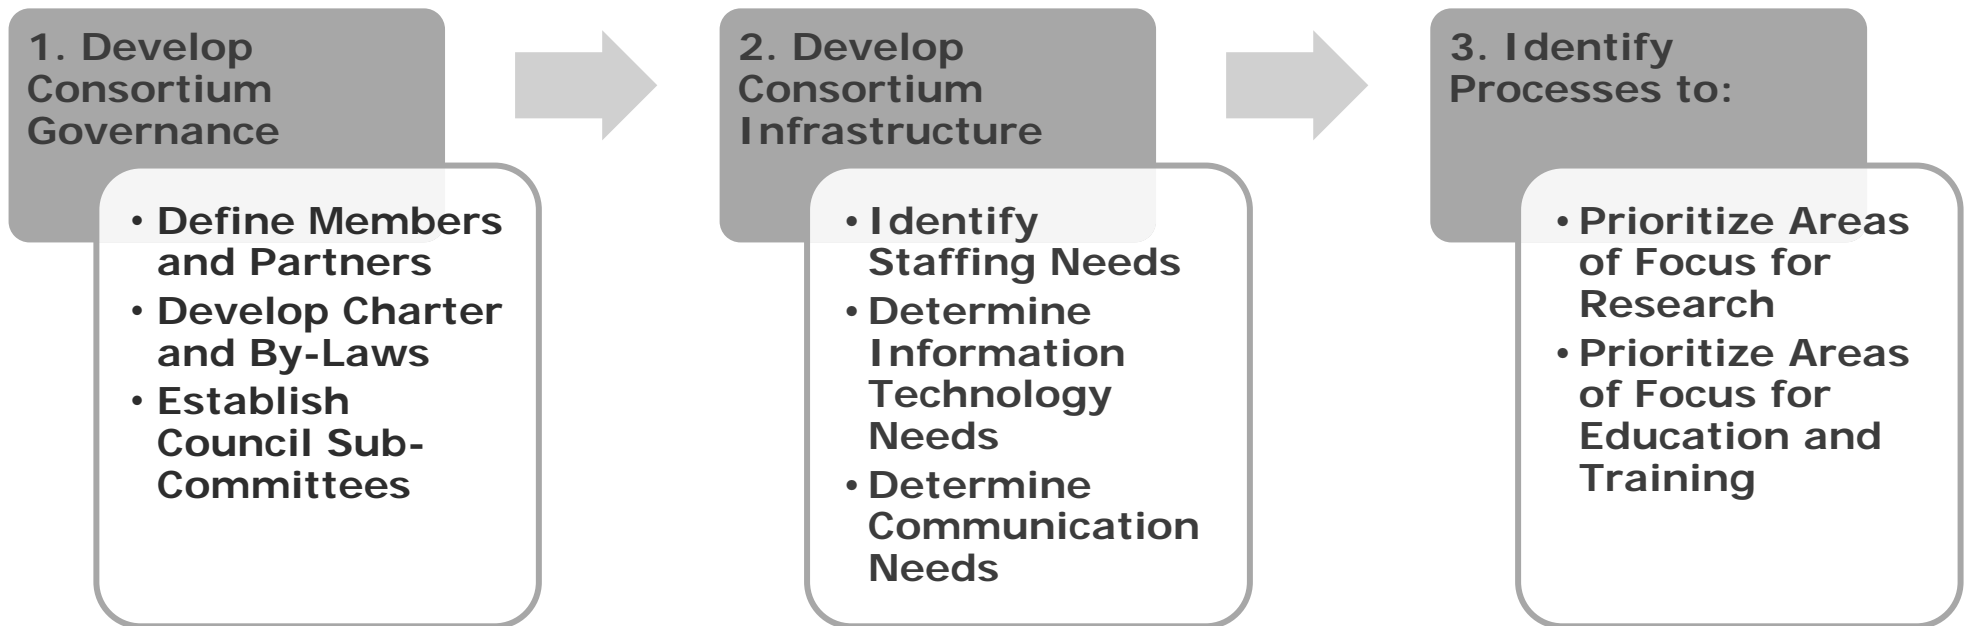 1. Develop
Consortium
Governance
• Define Members
and Partners
• Develop Charter
and By-Laws
• Establish
Council Sub-
Committees
2. Develop
Consortium
Infrastructure
• Identify
Staffing Needs
• Determine
Information
Technology
Needs
• Determine
Communication
Needs
3. Identify
Processes to:
• Prioritize Areas
of Focus for
Research
• Prioritize Areas
of Focus for
Education and
Training